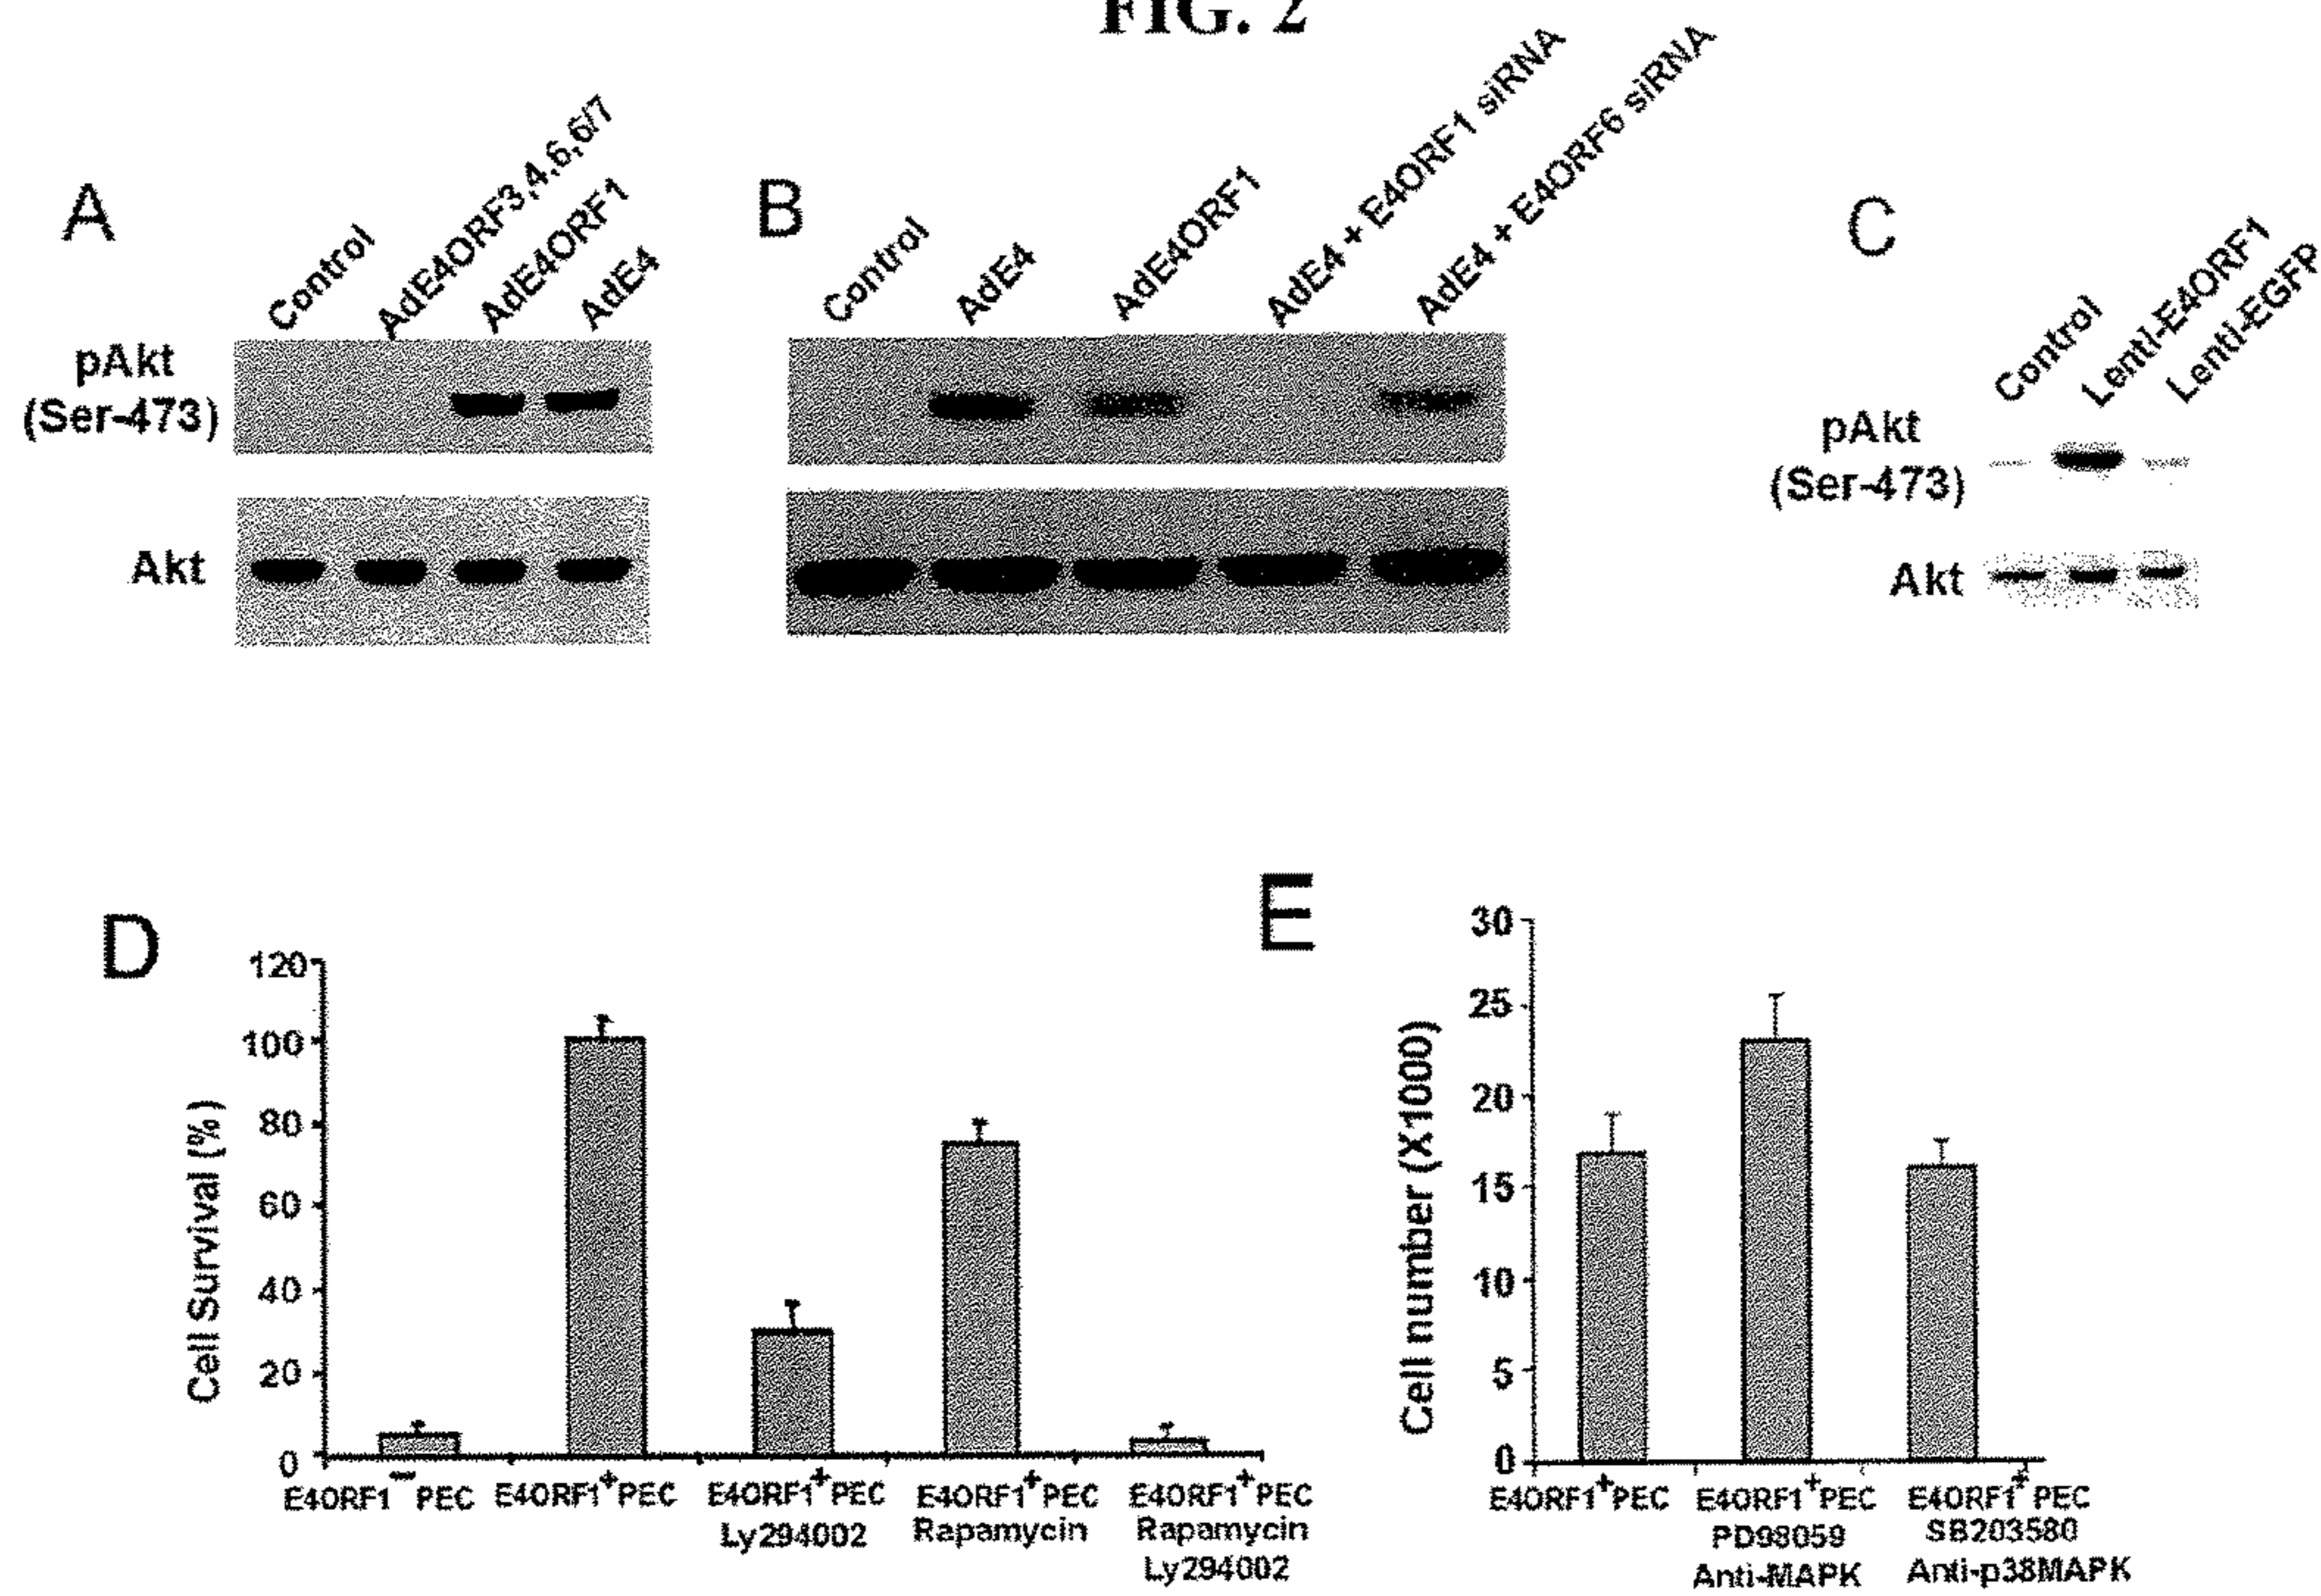 FIG. 2
A
Control
AdE4ORF3,4,6,6/7
AdE4ORF1
AdE4
pAkt
(Ser-473)
Akt
B
Control
AdE4
AdE4ORF1
AdE4 + E4ORF1 siRNA
AdE4 + E4ORF6 siRNA
C
Control
Lenti-E4ORF1
Lenti-EGFP
pAkt
(Ser-473)
Akt
D
Cell Survival (%)
120
100
80
60
40
20
0
E4ORF1⁻ PEC
E4ORF1⁺PEC
E4ORF1⁺PEC
Ly294002
E4ORF1⁺PEC
Rapamycin
E4ORF1⁺PEC
Rapamycin
Ly294002
E
Cell number (X1000)
30
25
20
15
10
5
0
E4ORF1⁺PEC
E4ORF1⁺PEC
PD98059
Anti-MAPK
E4ORF1⁺PEC
SB203580
Anti-p38MAPK